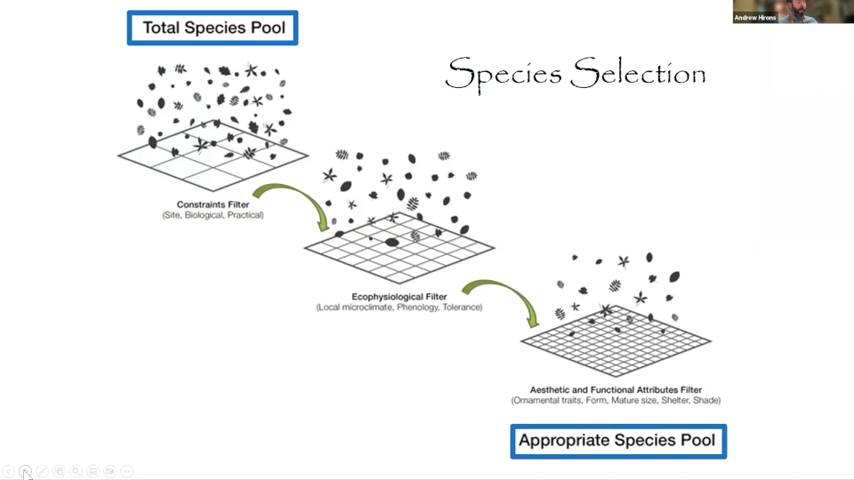 Andrew Hirons
Total Species Pool
Species Selection
Constraints Filter
(Site, Biological, Practical)
Ecophysiological Filter
(Local microclimate, Phenology, Tolerance)
Aesthetic and Functional Attributes Filter
(Ornamental traits, Form, Mature size, Shelter, Shade)
Appropriate Species Pool